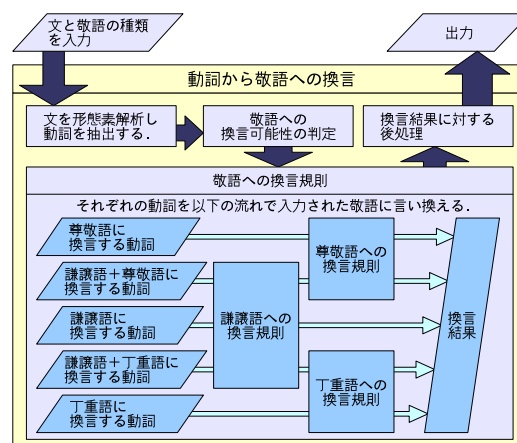 文と敬語の種類
を入力
出力
動詞から敬語への換言
文を形態素解析し
動詞を抽出する．
敬語への
換言可能性の判定
換言結果に対する
後処理
敬語への換言規則
それぞれの動詞を以下の流れで入力された敬語に言い換える．
尊敬語に
換言する動詞
謙譲語＋尊敬語に
換言する動詞
謙譲語に
換言する動詞
謙譲語＋丁重語に
換言する動詞
丁重語に
換言する動詞
謙譲語への
換言規則
尊敬語への
換言規則
丁重語への
換言規則
換言
結果